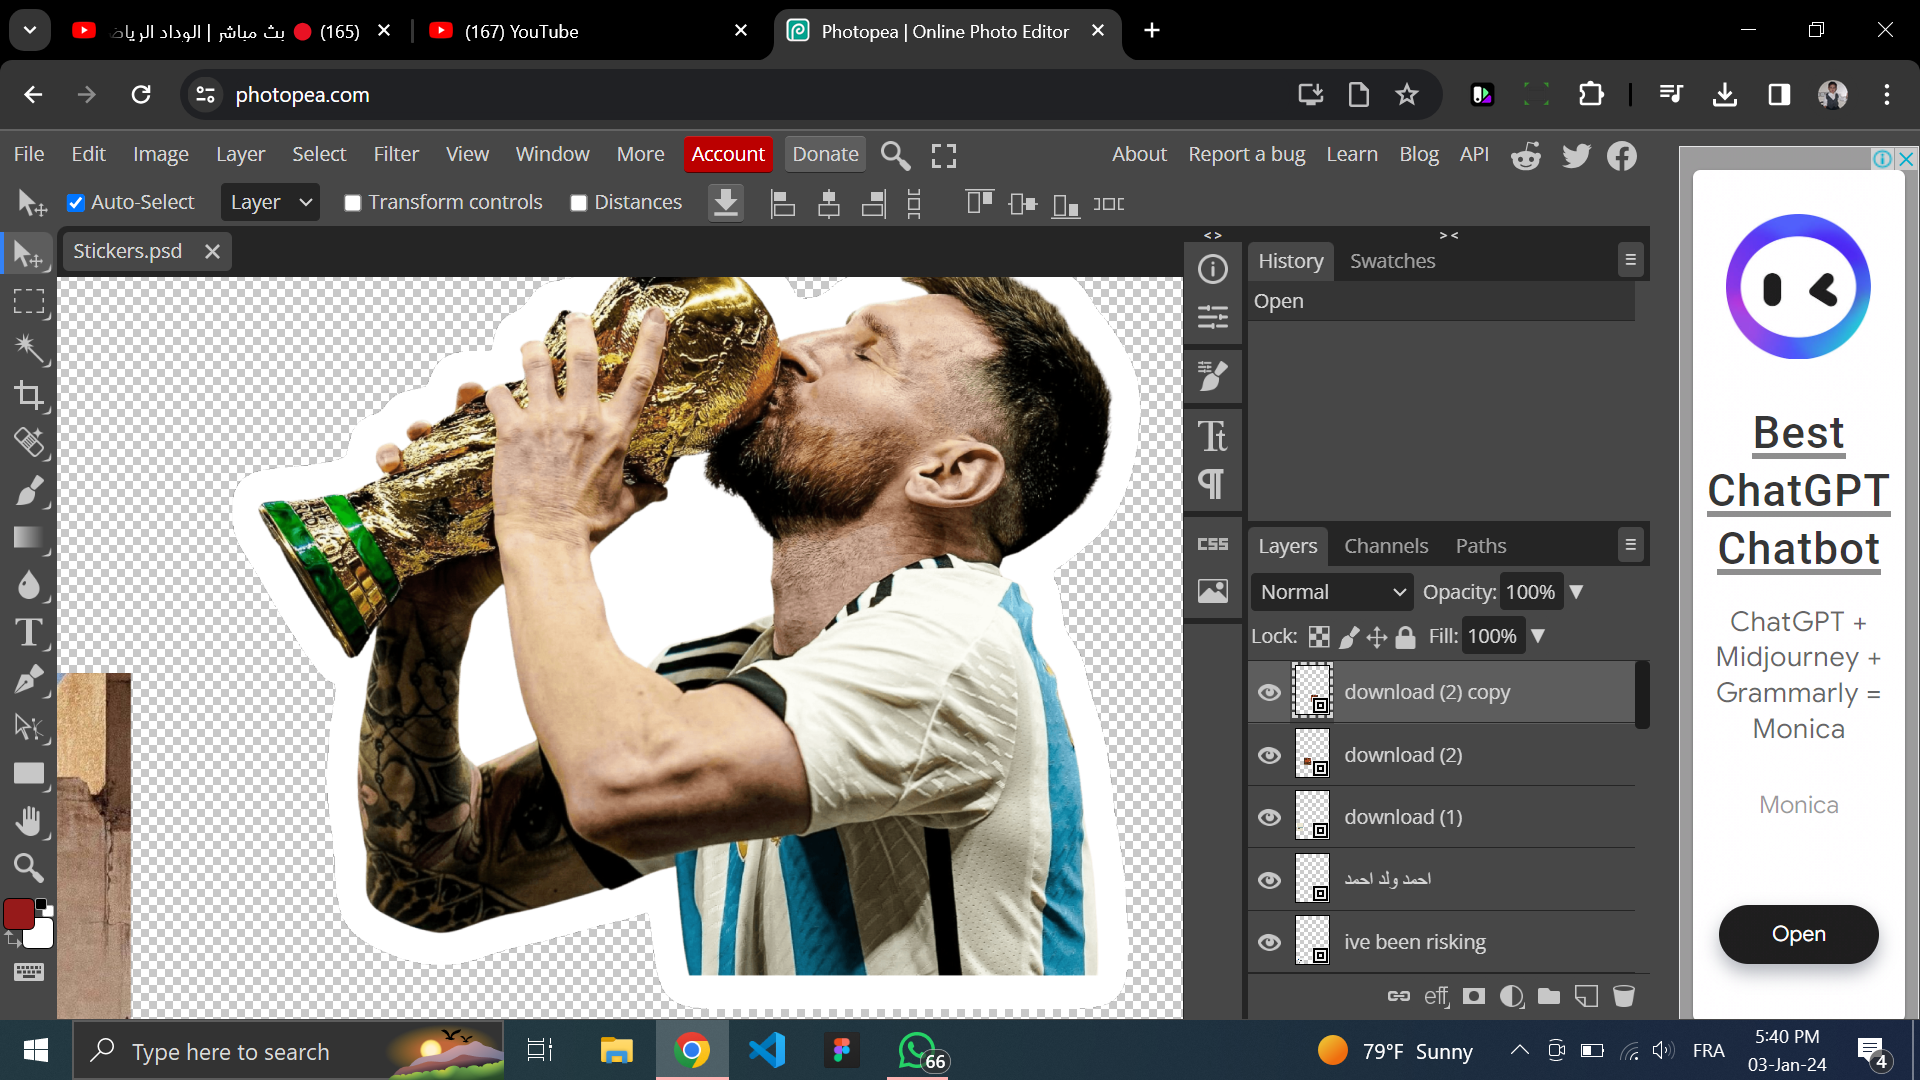 بث مباشر | الوداد الرياض (165)
(167) YouTube
Photopea | Online Photo Editor
photopea.com
File Edit Image Layer Select Filter View Window More Account Donate
About Report a bug Learn Blog API
Auto-Select Layer Transform controls Distances
Stickers.psd
< >
> <
History Swatches
Open
CSS
Layers Channels Paths
Normal Opacity: 100%
Lock: Fill: 100%
download (2) copy
download (2)
download (1)
احمد ولد احمد
ive been risking
eff
Best
ChatGPT
Chatbot
ChatGPT +
Midjourney +
Grammarly =
Monica
Monica
Open
Type here to search
66
79°F Sunny
FRA
5:40 PM
03-Jan-24
4